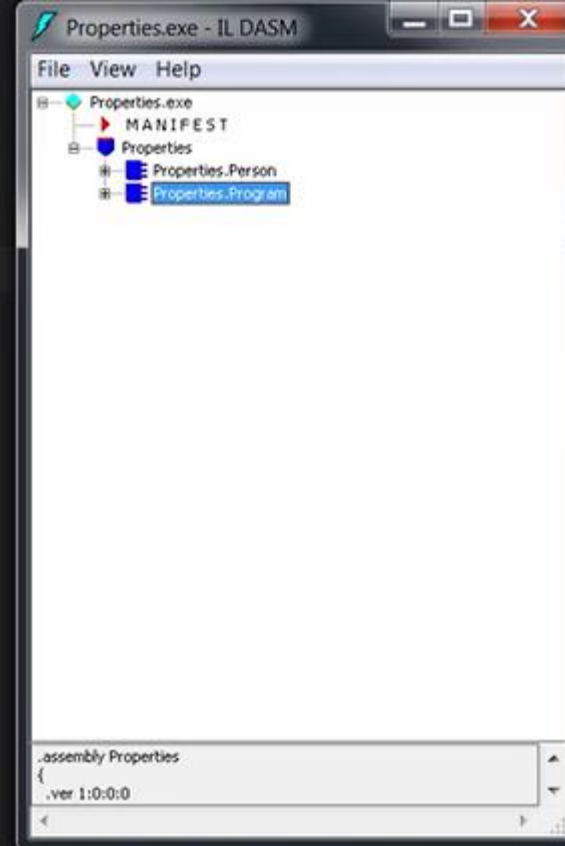 Properties.exe - IL DASM
File View Help
Properties.exe
MANIFEST
Properties
Properties.Person
Properties.Program
.assembly Properties
{
.ver 1:0:0:0